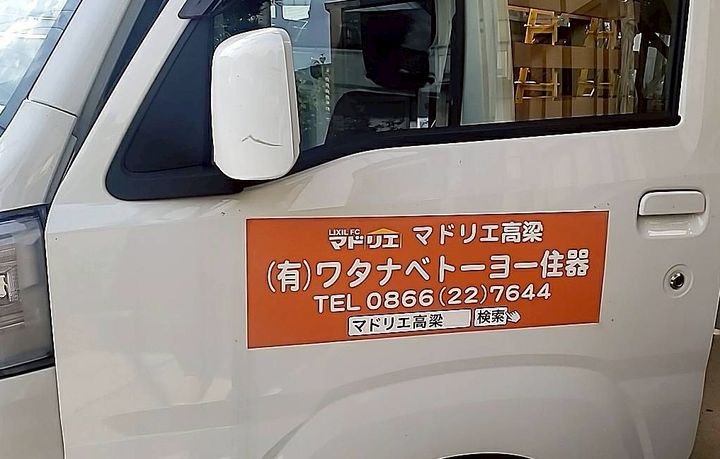 LIXIL FC
マドリエ マドリエ高梁
(有)ワタナベトーヨー住器
TEL 0866(22)7644
マドリエ高梁 検索